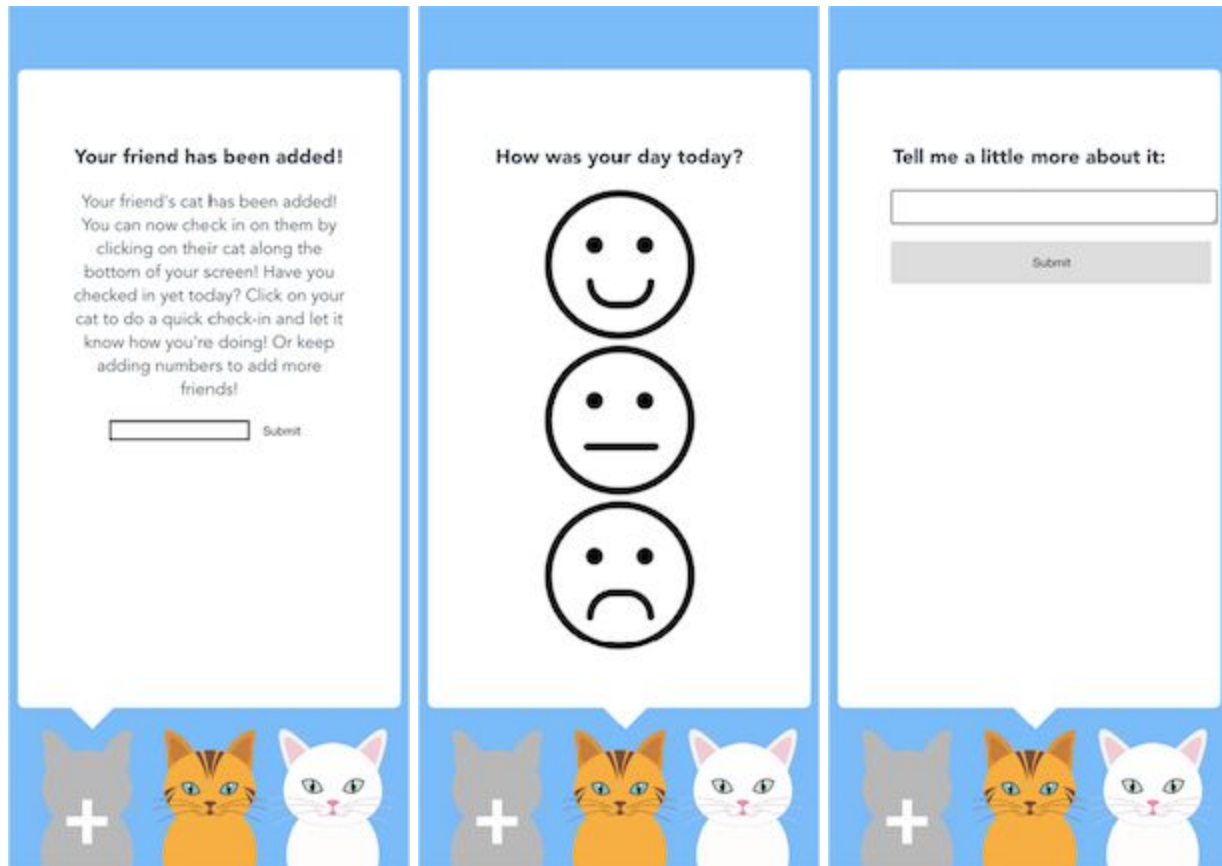 Your friend has been added!
Your friend's cat has been added!
You can now check in on them by
clicking on their cat along the
bottom of your screen! Have you
checked in yet today? Click on your
cat to do a quick check-in and let it
know how you're doing! Or keep
adding numbers to add more
friends!
Submit
How was your day today?
Tell me a little more about it:
Submit